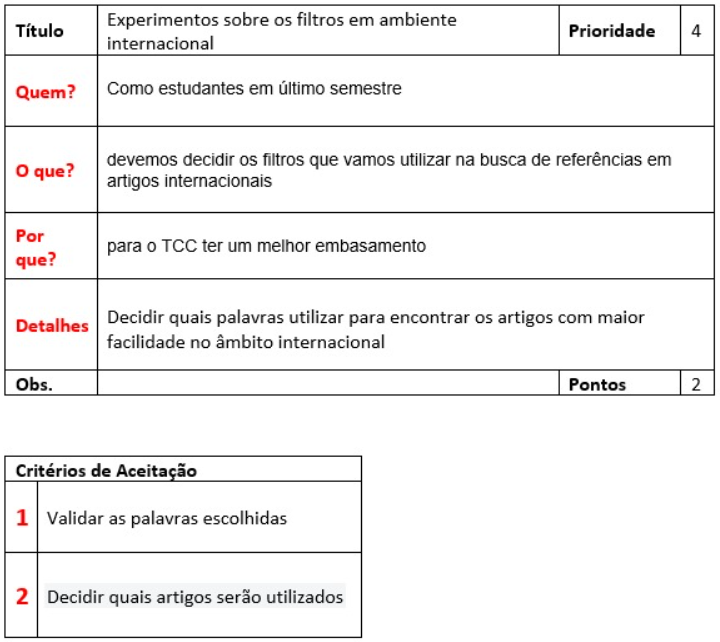 Título
Experimentos sobre os filtros em ambiente
internacional
Prioridade
4
Quem?
Como estudantes em último semestre
O que?
devemos decidir os filtros que vamos utilizar na busca de referências em
artigos internacionais
Por
que?
para o TCC ter um melhor embasamento
Detalhes
Decidir quais palavras utilizar para encontrar os artigos com maior
facilidade no âmbito internacional
Obs.
Pontos
2
Critérios de Aceitação
1
Validar as palavras escolhidas
2
Decidir quais artigos serão utilizados